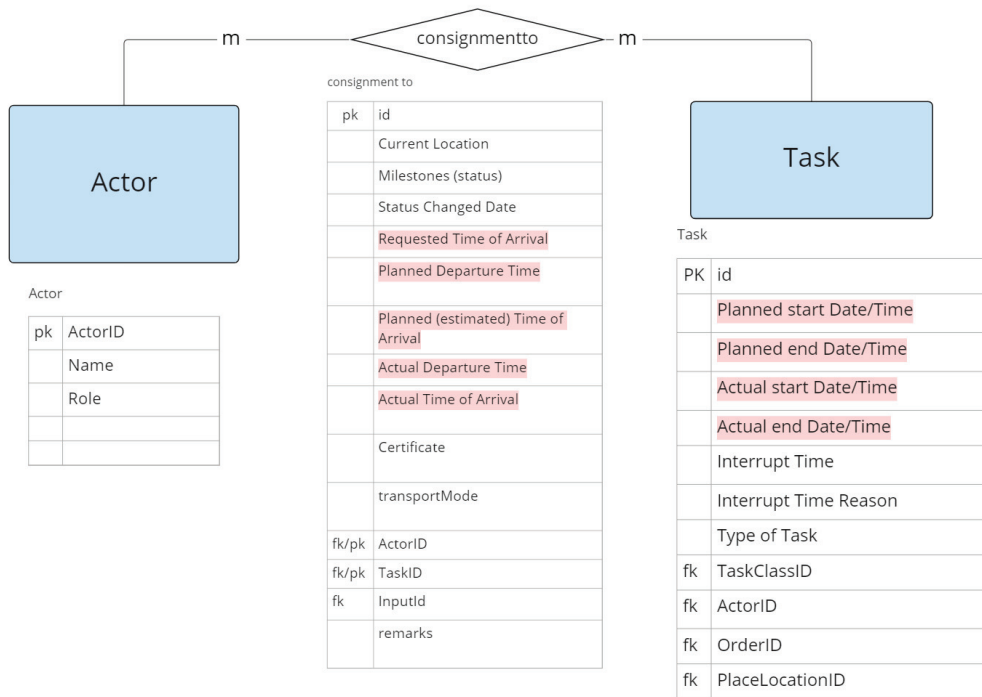 m
consignmentto
m
Actor
Actor
pk ActorID
Name
Role
consignment to
pk id
Current Location
Milestones (status)
Status Changed Date
Requested Time of Arrival
Planned Departure Time
Planned (estimated) Time of
Arrival
Actual Departure Time
Actual Time of Arrival
Certificate
transportMode
fk/pk ActorID
fk/pk TaskID
fk InputId
remarks
Task
Task
PK id
Planned start Date/Time
Planned end Date/Time
Actual start Date/Time
Actual end Date/Time
Interrupt Time
Interrupt Time Reason
Type of Task
fk TaskClassID
fk ActorID
fk OrderID
fk PlaceLocationID